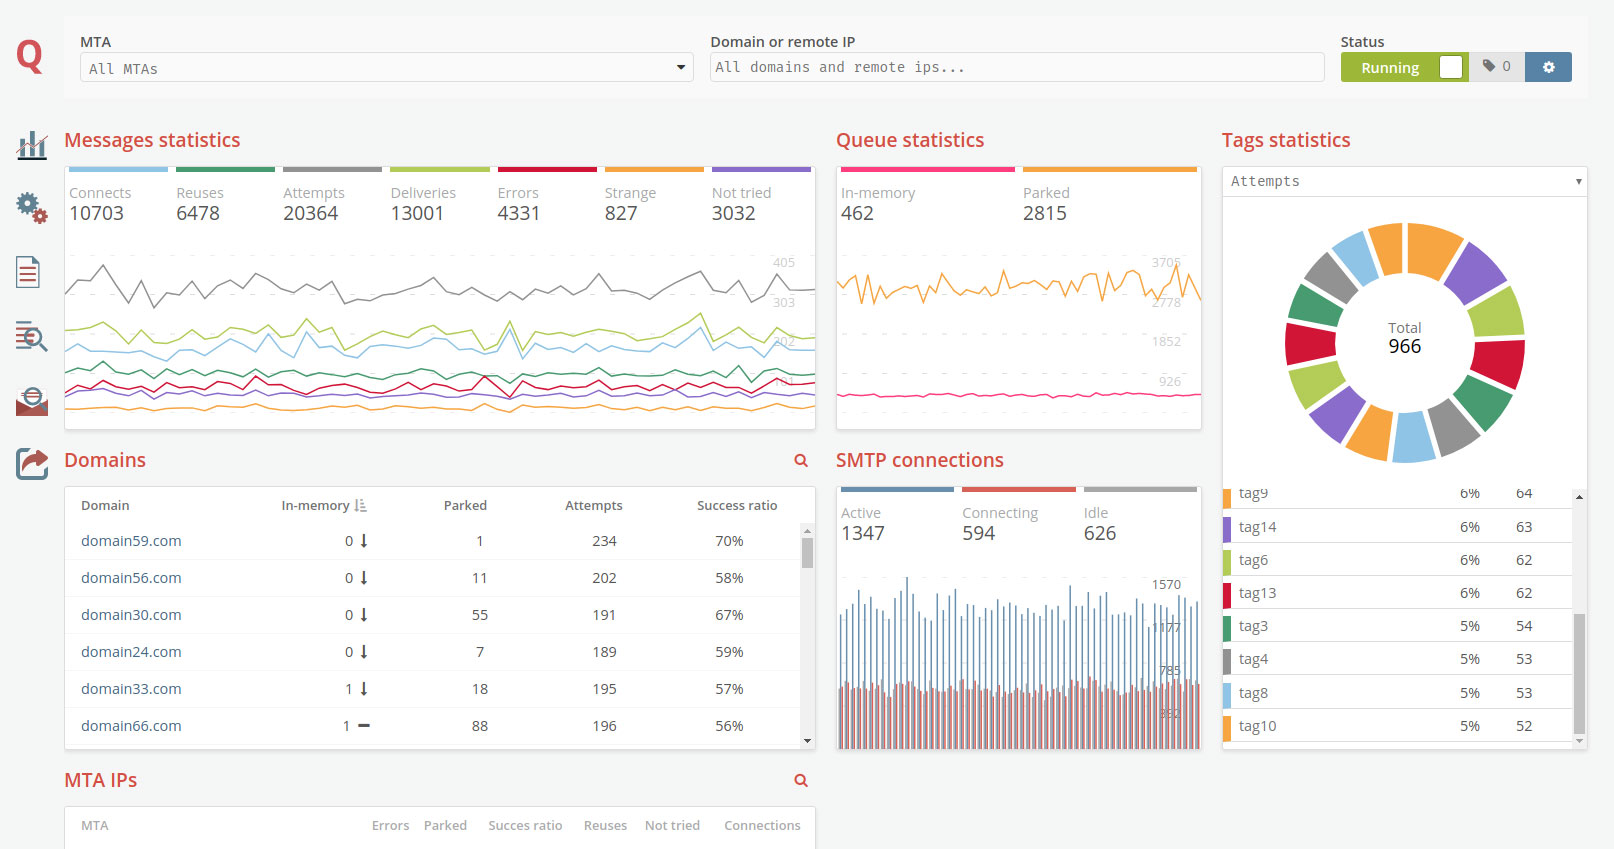 Q
MTA
All MTAs
Domain or remote IP
All domains and remote ips...
Status
Running
0
Messages statistics
Connects Reuses Attempts Deliveries Errors Strange Not tried
10703 6478 20364 13001 4331 827 3032
405
303
202
101
Queue statistics
In-memory Parked
462 2815
3705
2778
1852
926
Tags statistics
Attempts
Total
966
tag9 6% 64
tag14 6% 63
tag6 6% 62
tag13 6% 62
tag3 5% 54
tag4 5% 53
tag8 5% 53
tag10 5% 52
Domains
Domain In-memory Parked Attempts Success ratio
domain59.com 0 1 234 70%
domain56.com 0 11 202 58%
domain30.com 0 55 191 67%
domain24.com 0 7 189 59%
domain33.com 1 18 195 57%
domain66.com 1 88 196 56%
SMTP connections
Active Connecting Idle
1347 594 626
1570
1177
785
392
MTA IPs
MTA Errors Parked Succes ratio Reuses Not tried Connections